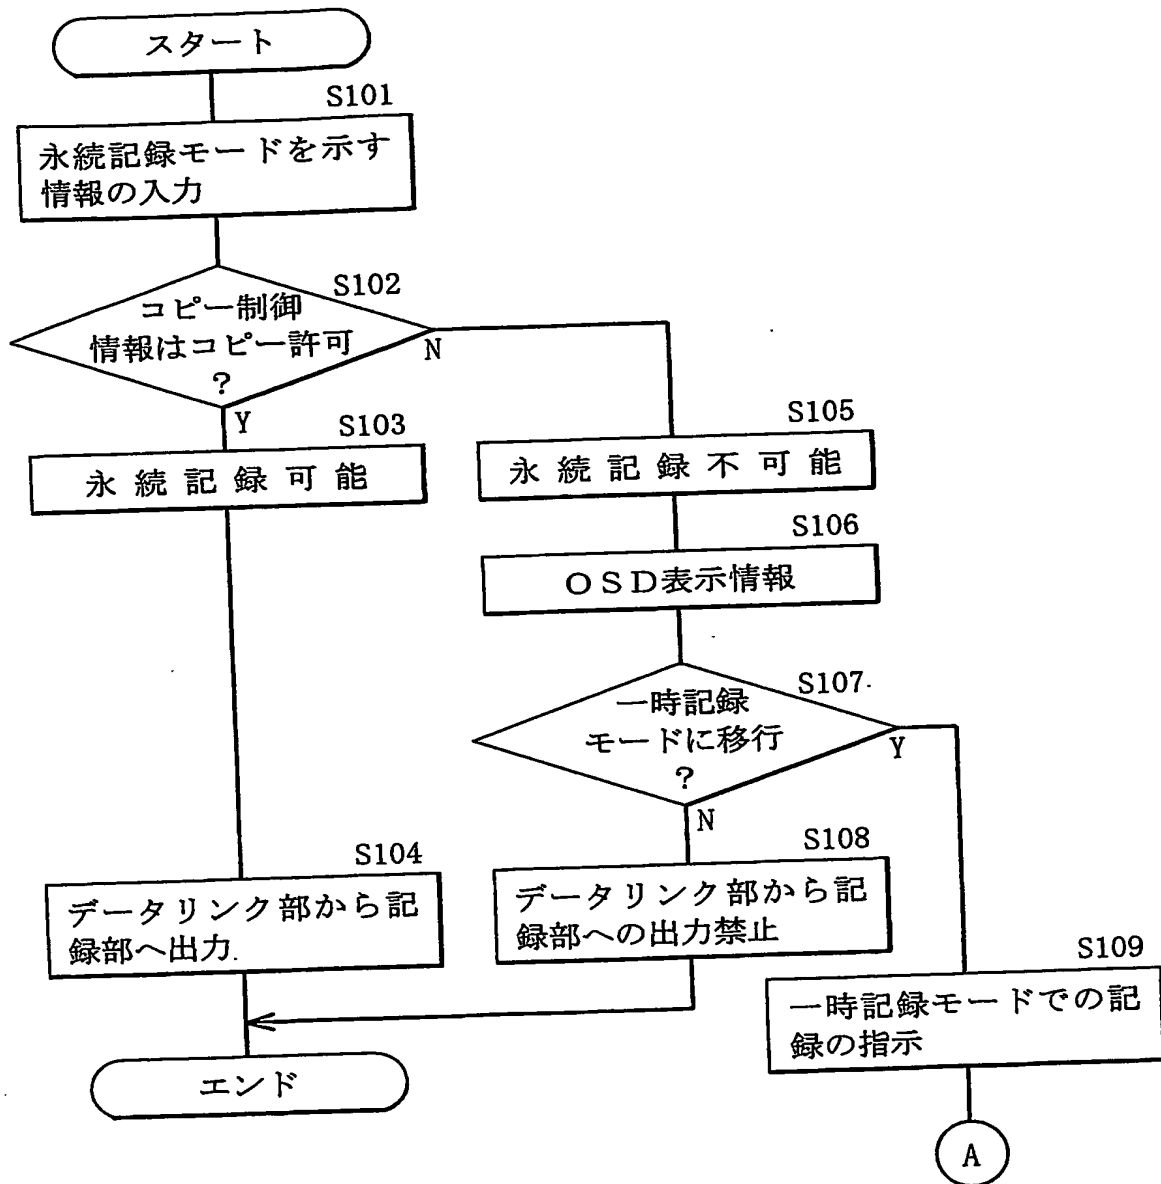 スタート
S101
永続記録モードを示す
情報の入力
S102
コピー制御
情報はコピー許可
?
N
Y
S103
永続記録可能
S105
永続記録不可能
S106
OSD表示情報
S107
一時記録
モードに移行
?
Y
N
S104
データリンク部から記
録部へ出力
S108
データリンク部から記
録部への出力禁止
S109
一時記録モードでの記
録の指示
エンド
A